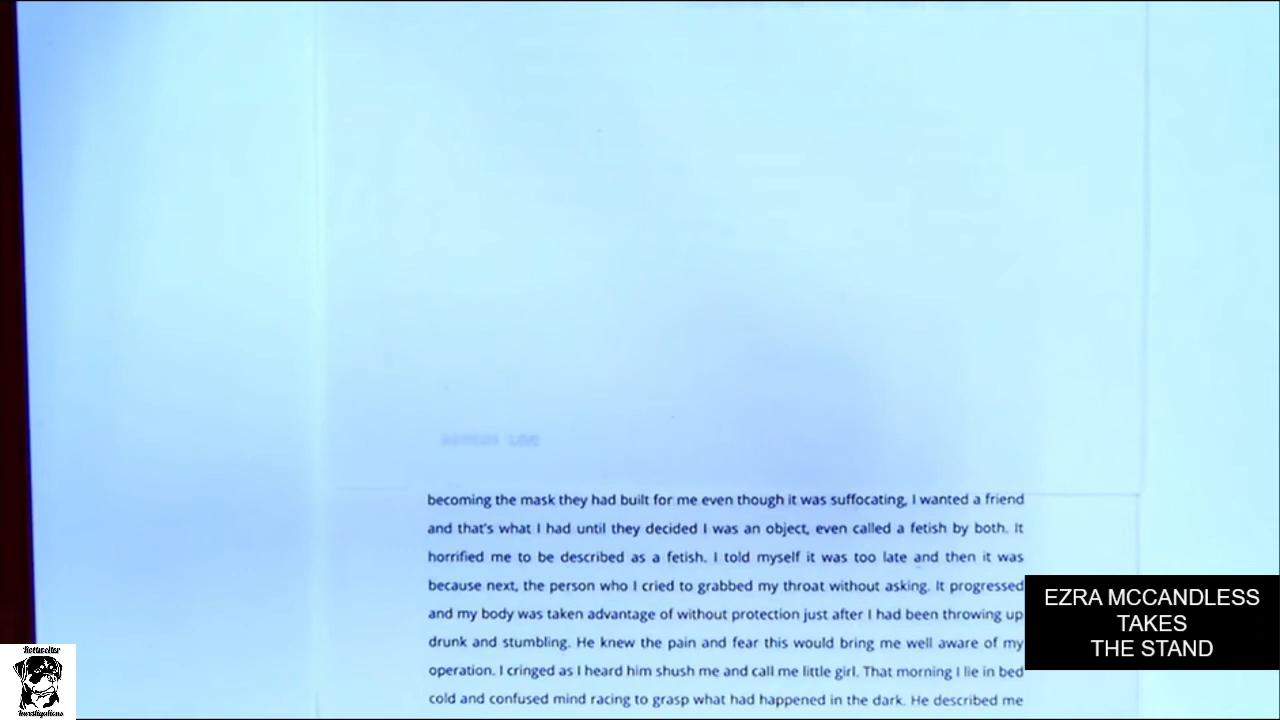 becoming the mask they had built for me even though it was suffocating, I wanted a friend
and that's what I had until they decided I was an object, even called a fetish by both. It
horrified me to be described as a fetish. I told myself it was too late and then it was
because next, the person who I cried to grabbed my throat without asking. It progressed
and my body was taken advantage of without protection just after I had been throwing up
drunk and stumbling. He knew the pain and fear this would bring me well aware of my
operation. I cringed as I heard him shush me and call me little girl. That morning I lie in bed
cold and confused mind racing to grasp what had happened in the dark. He described me
EZRA MCCANDLESS
TAKES
THE STAND
Rottweiler
Investigations